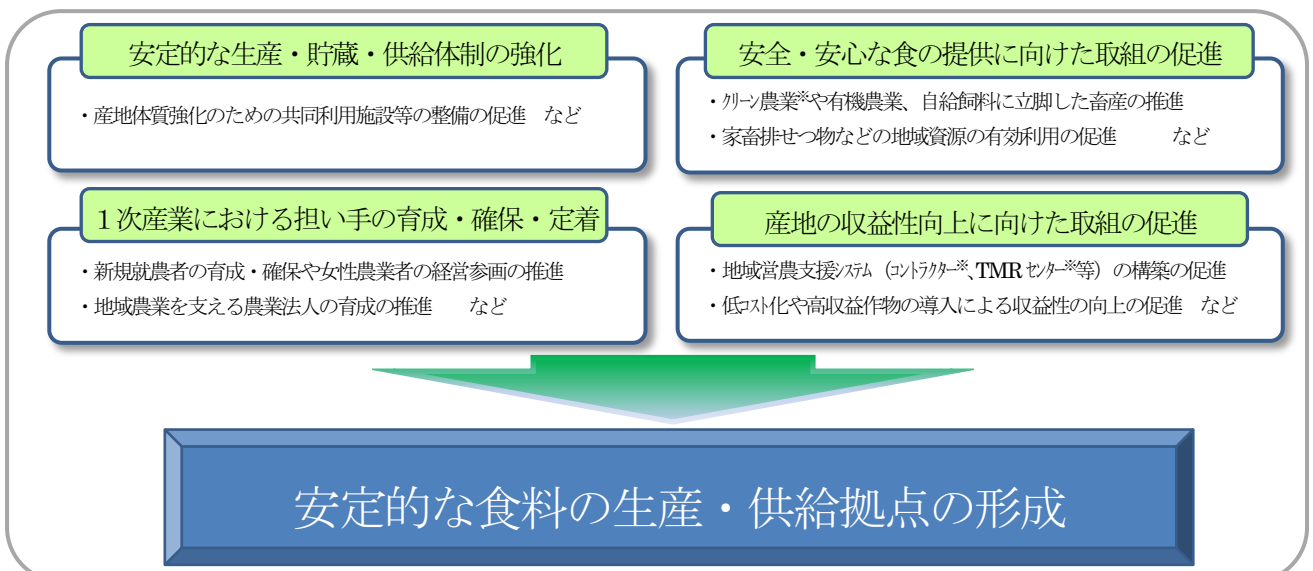 安定的な生産・貯蔵・供給体制の強化
・産地体質強化のための共同利用施設等の整備の促進　など
安全・安心な食の提供に向けた取組の促進
・ｸﾘｰﾝ農業※や有機農業、自給飼料に立脚した畜産の推進
・家畜排せつ物などの地域資源の有効利用の促進　　　など
１次産業における担い手の育成・確保・定着
・新規就農者の育成・確保や女性農業者の経営参画の推進
・地域農業を支える農業法人の育成の推進　　など
産地の収益性向上に向けた取組の促進
・地域営農支援ｼｽﾃﾑ（ｺﾝﾄﾗｸﾀｰ※、TMRｾﾝﾀｰ※等）の構築の促進
・低ｺｽﾄ化や高収益作物の導入による収益性の向上の促進　など
安定的な食料の生産・供給拠点の形成